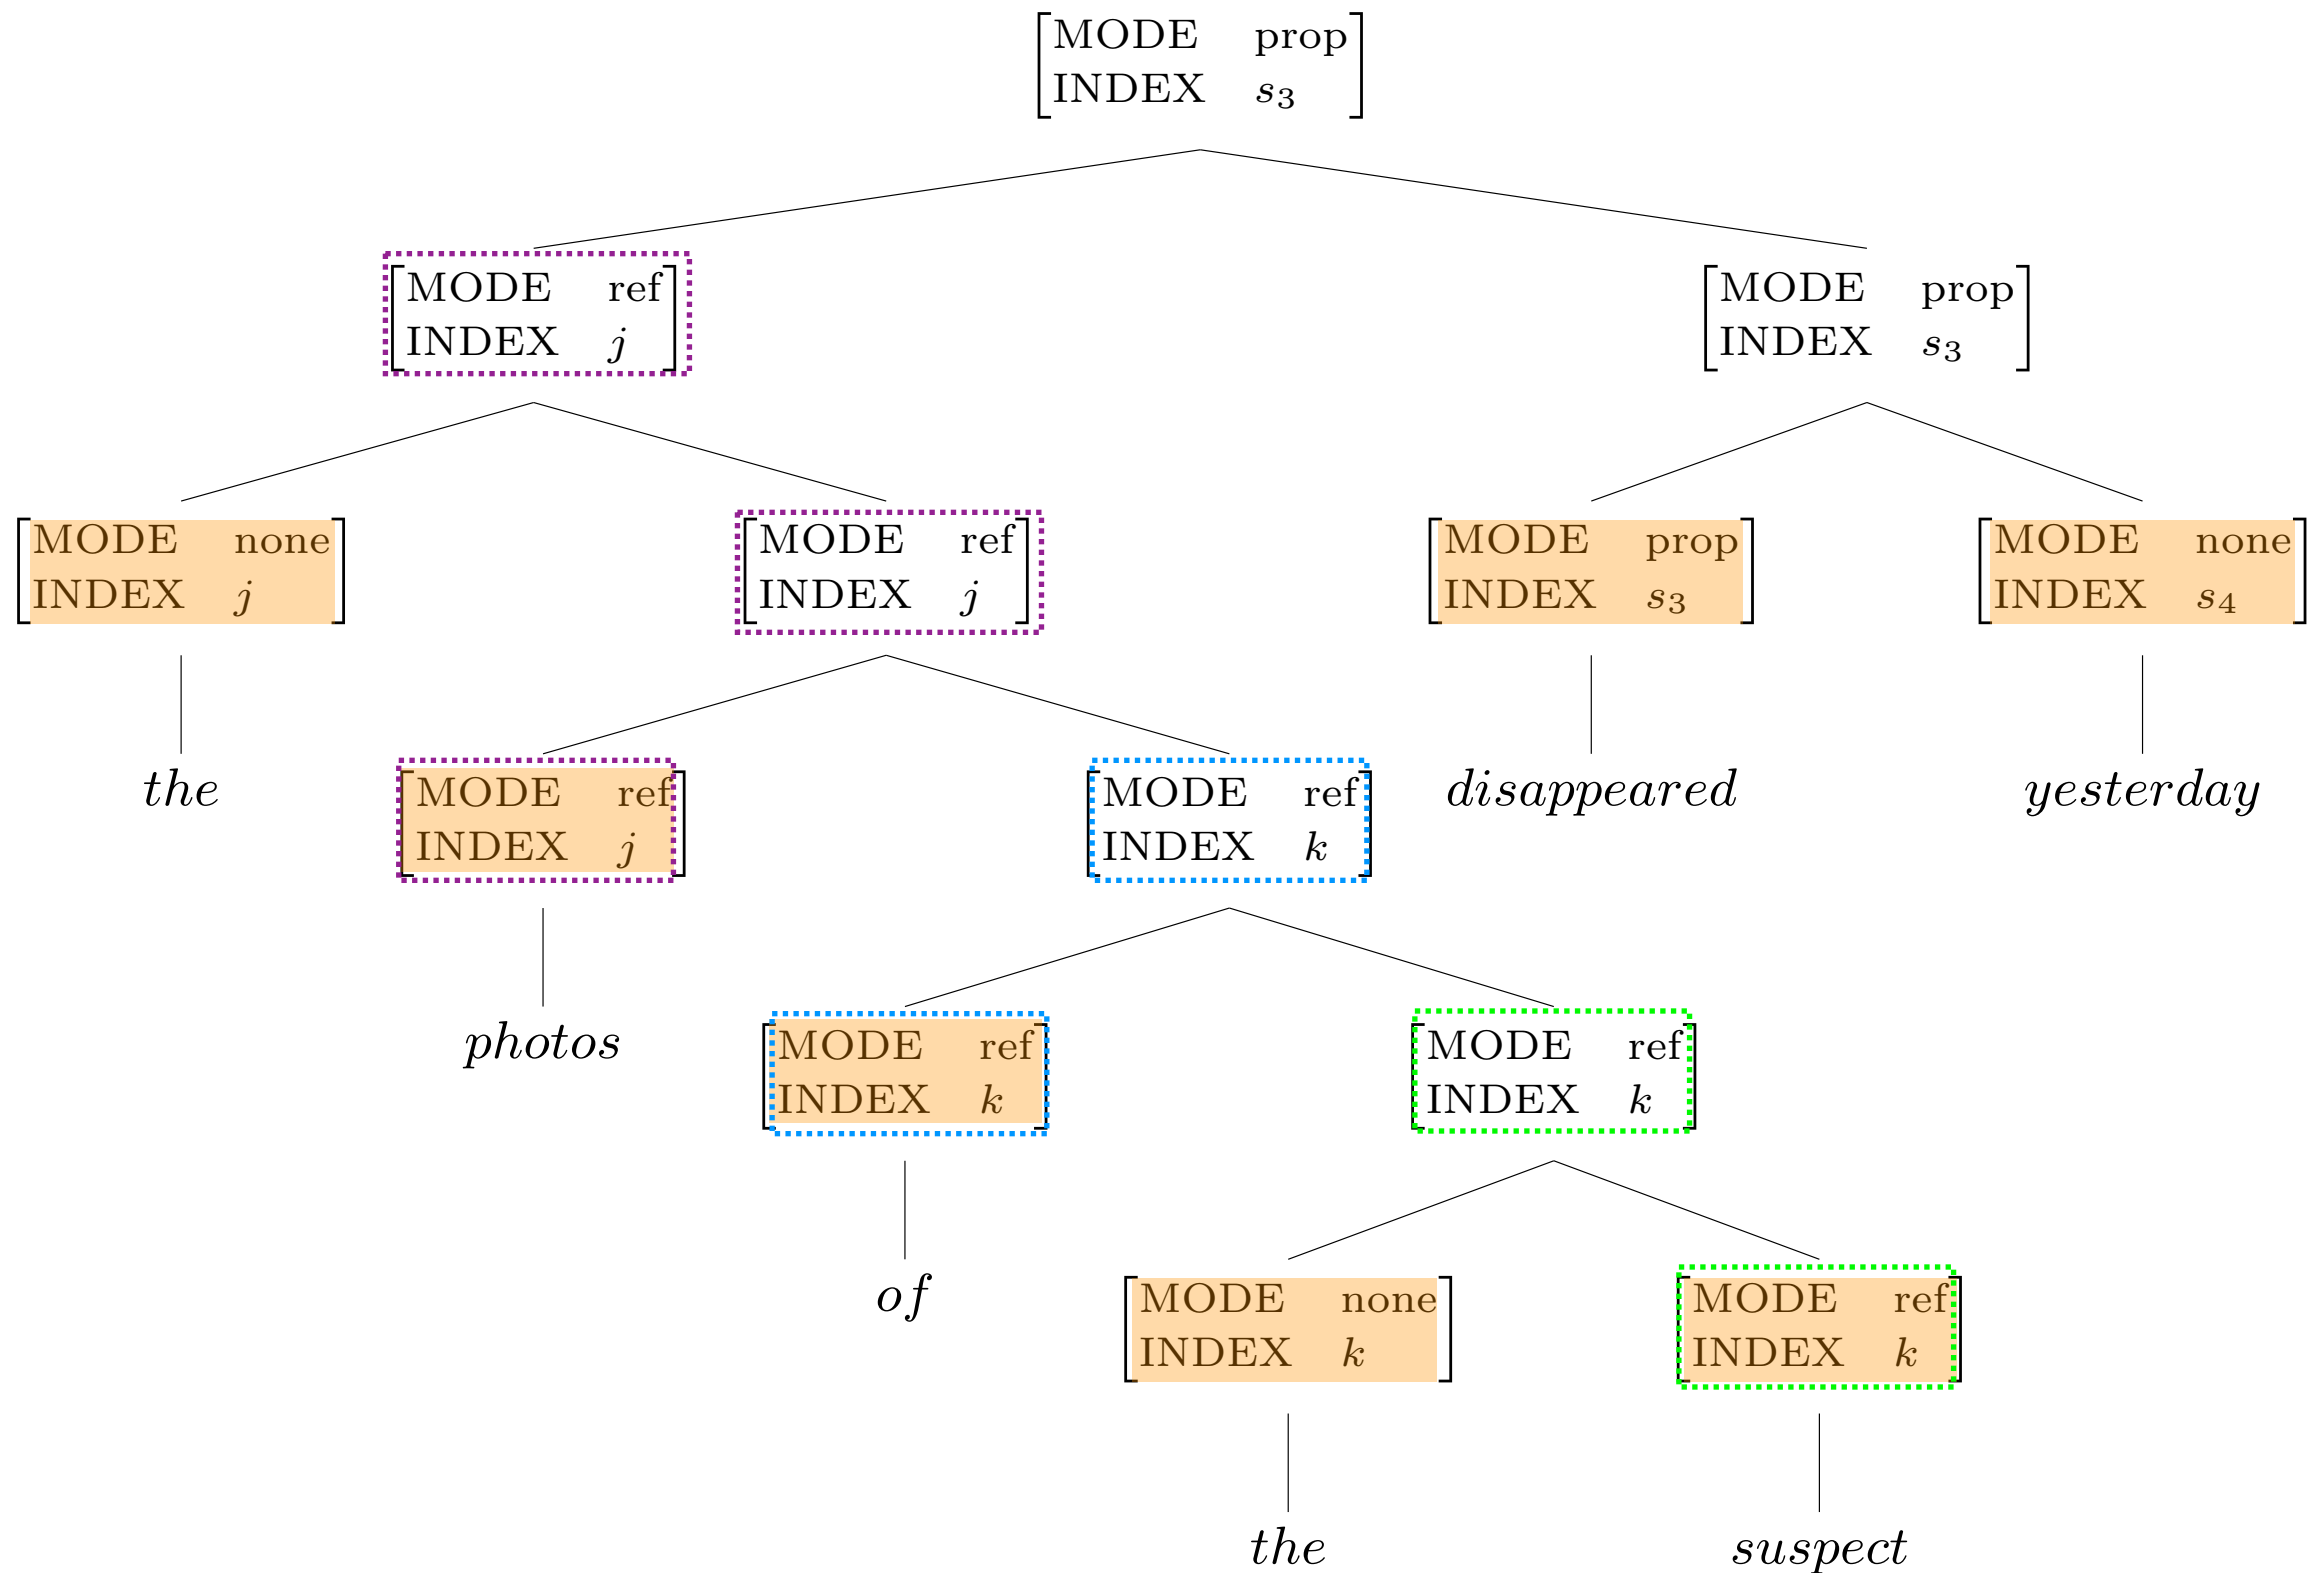 MODE prop
INDEX s₃
MODE ref
INDEX j
MODE prop
INDEX s₃
MODE none
INDEX j
MODE ref
INDEX j
MODE prop
INDEX s₃
MODE none
INDEX s₄
the
MODE ref
INDEX j
MODE ref
INDEX k
disappeared
yesterday
photos
MODE ref
INDEX k
MODE ref
INDEX k
of
MODE none
INDEX k
MODE ref
INDEX k
the
suspect